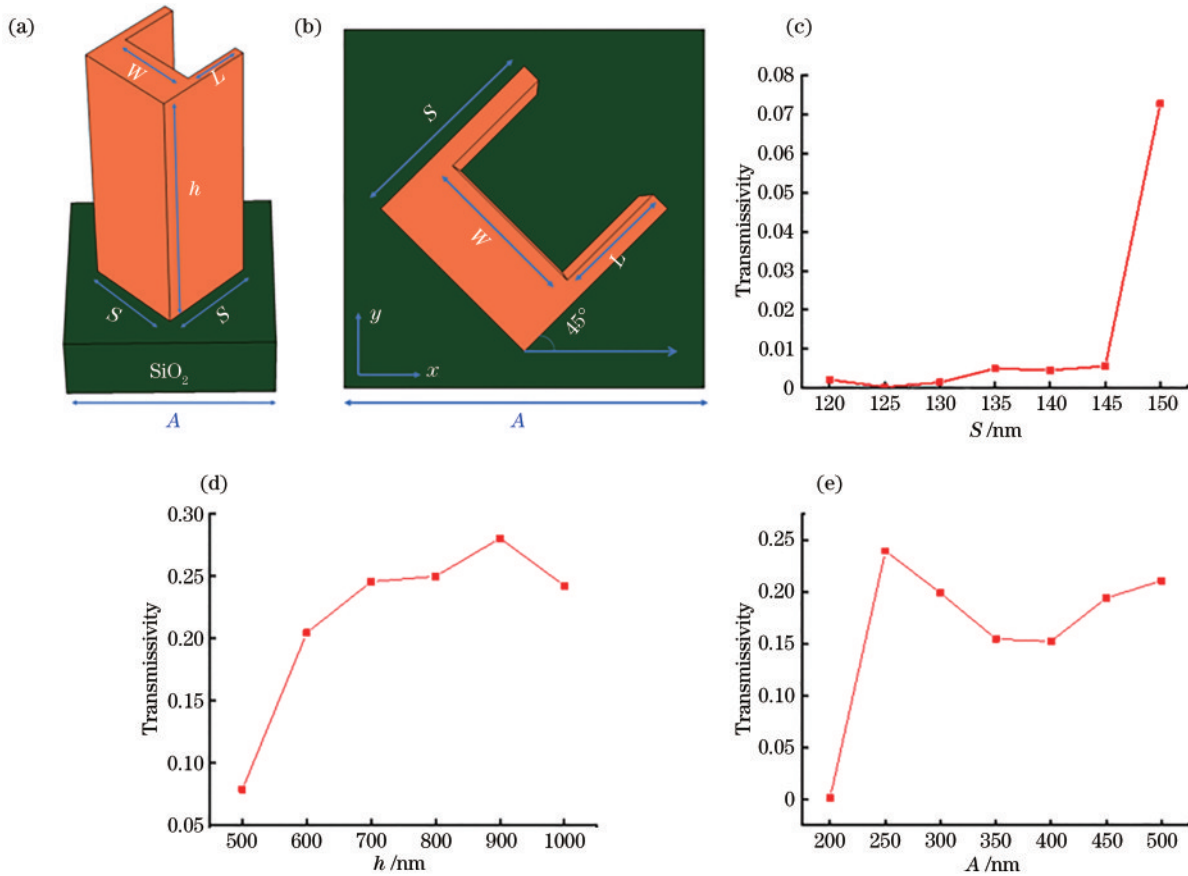 (a)
W
L
h
S
S
SiO₂
A
(b)
S
W
L
45°
y
x
A
(c)
Transmissivity
0.08
0.07
0.06
0.05
0.04
0.03
0.02
0.01
0
120 125 130 135 140 145 150
S /nm
(d)
Transmissivity
0.30
0.25
0.20
0.15
0.10
0.05
500 600 700 800 900 1000
h /nm
(e)
Transmissivity
0.25
0.20
0.15
0.10
0.05
0
200 250 300 350 400 450 500
A /nm